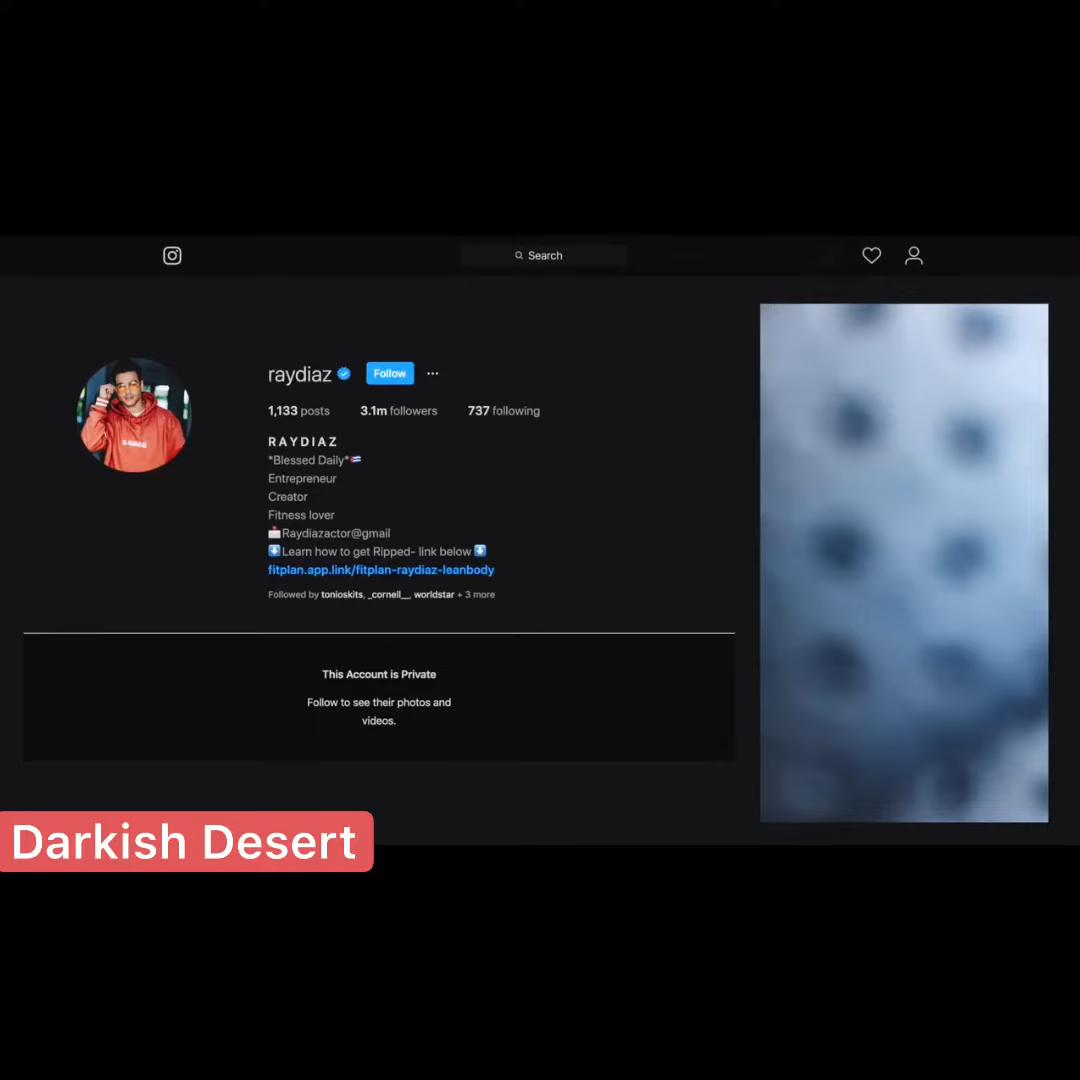 Search
raydiaz Follow ...
1,133 posts 3.1m followers 737 following
R A Y D I A Z
*Blessed Daily*🇨🇺
Entrepreneur
Creator
Fitness lover
📩Raydiazactor@gmail
⬇️Learn how to get Ripped- link below⬇️
fitplan.app.link/fitplan-raydiaz-leanbody
Followed by tonioskits, _cornell__, worldstar + 3 more
This Account is Private
Follow to see their photos and
videos.
Darkish Desert